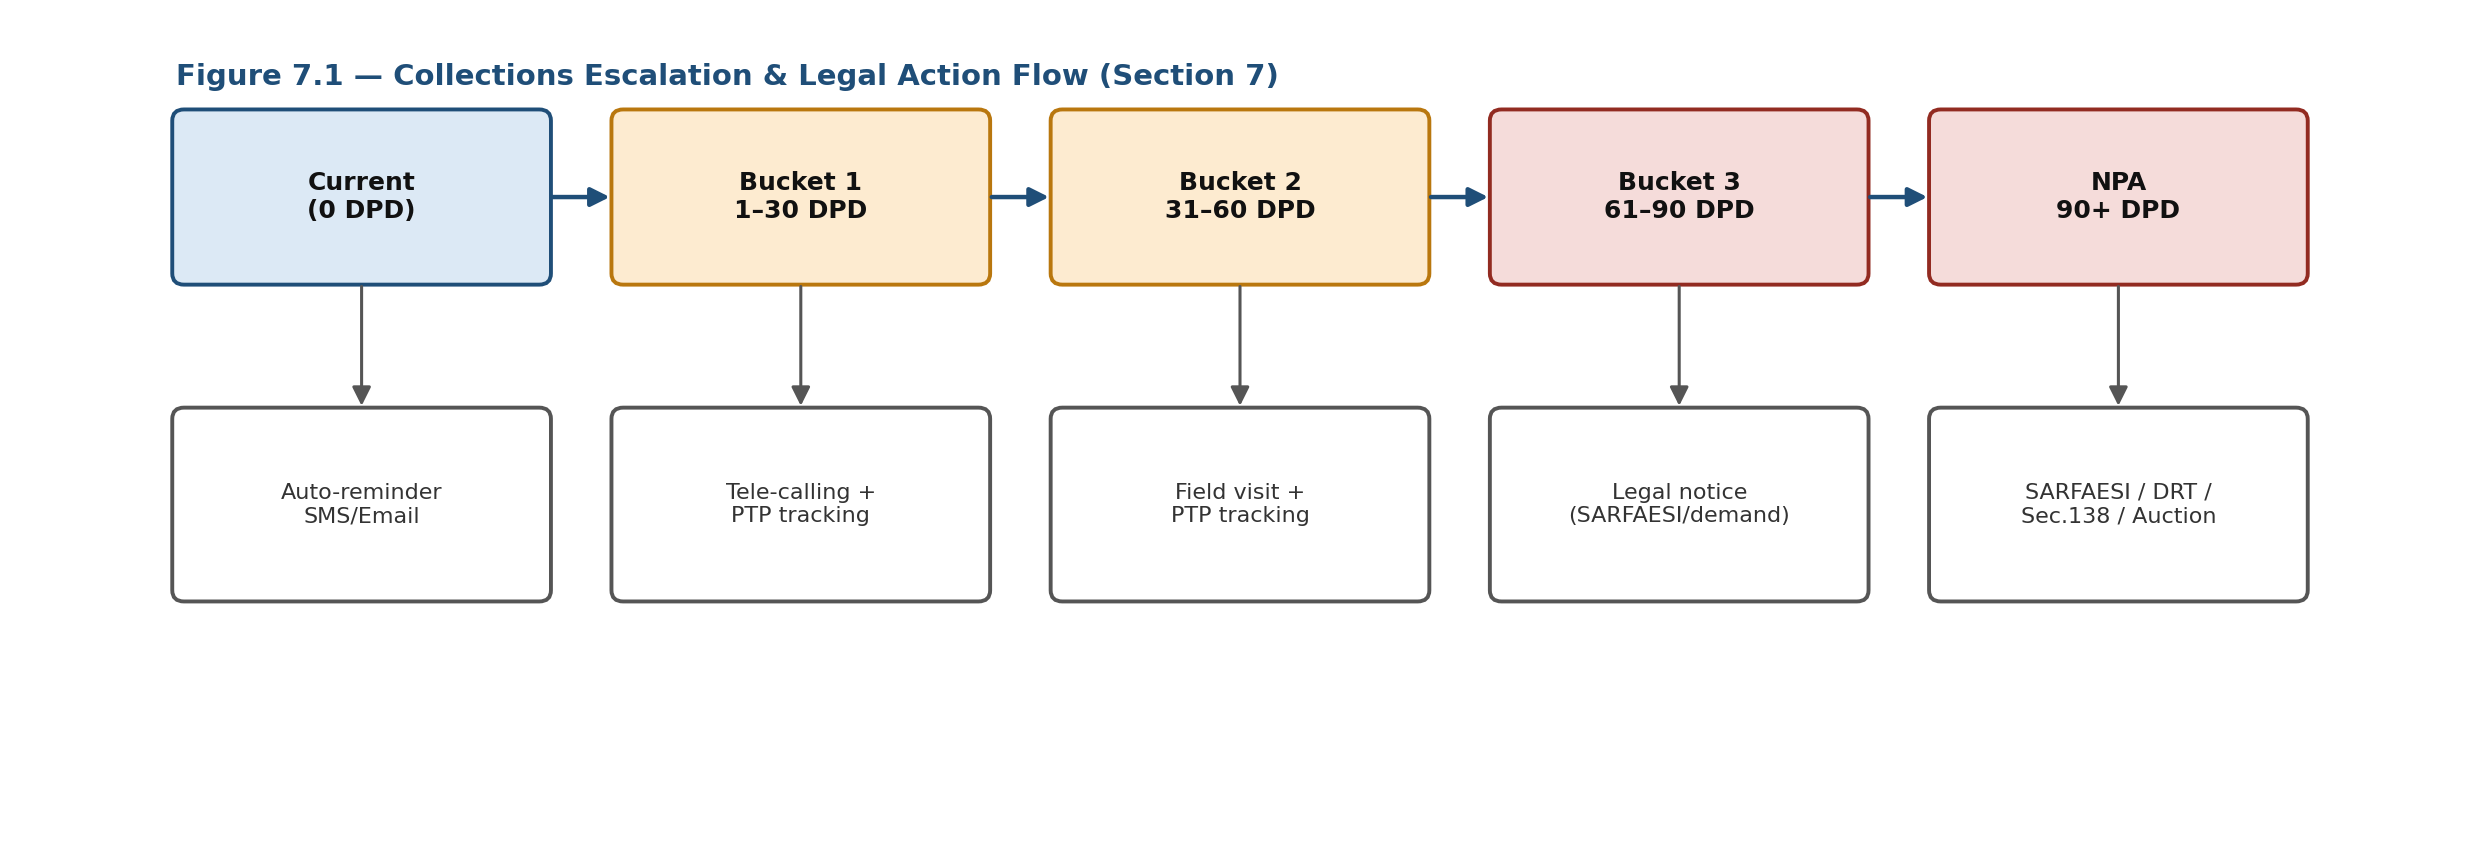 Figure 7.1 — Collections Escalation & Legal Action Flow (Section 7)
Current
(0 DPD)
Bucket 1
1–30 DPD
Bucket 2
31–60 DPD
Bucket 3
61–90 DPD
NPA
90+ DPD
Auto-reminder
SMS/Email
Tele-calling +
PTP tracking
Field visit +
PTP tracking
Legal notice
(SARFAESI/demand)
SARFAESI / DRT /
Sec.138 / Auction